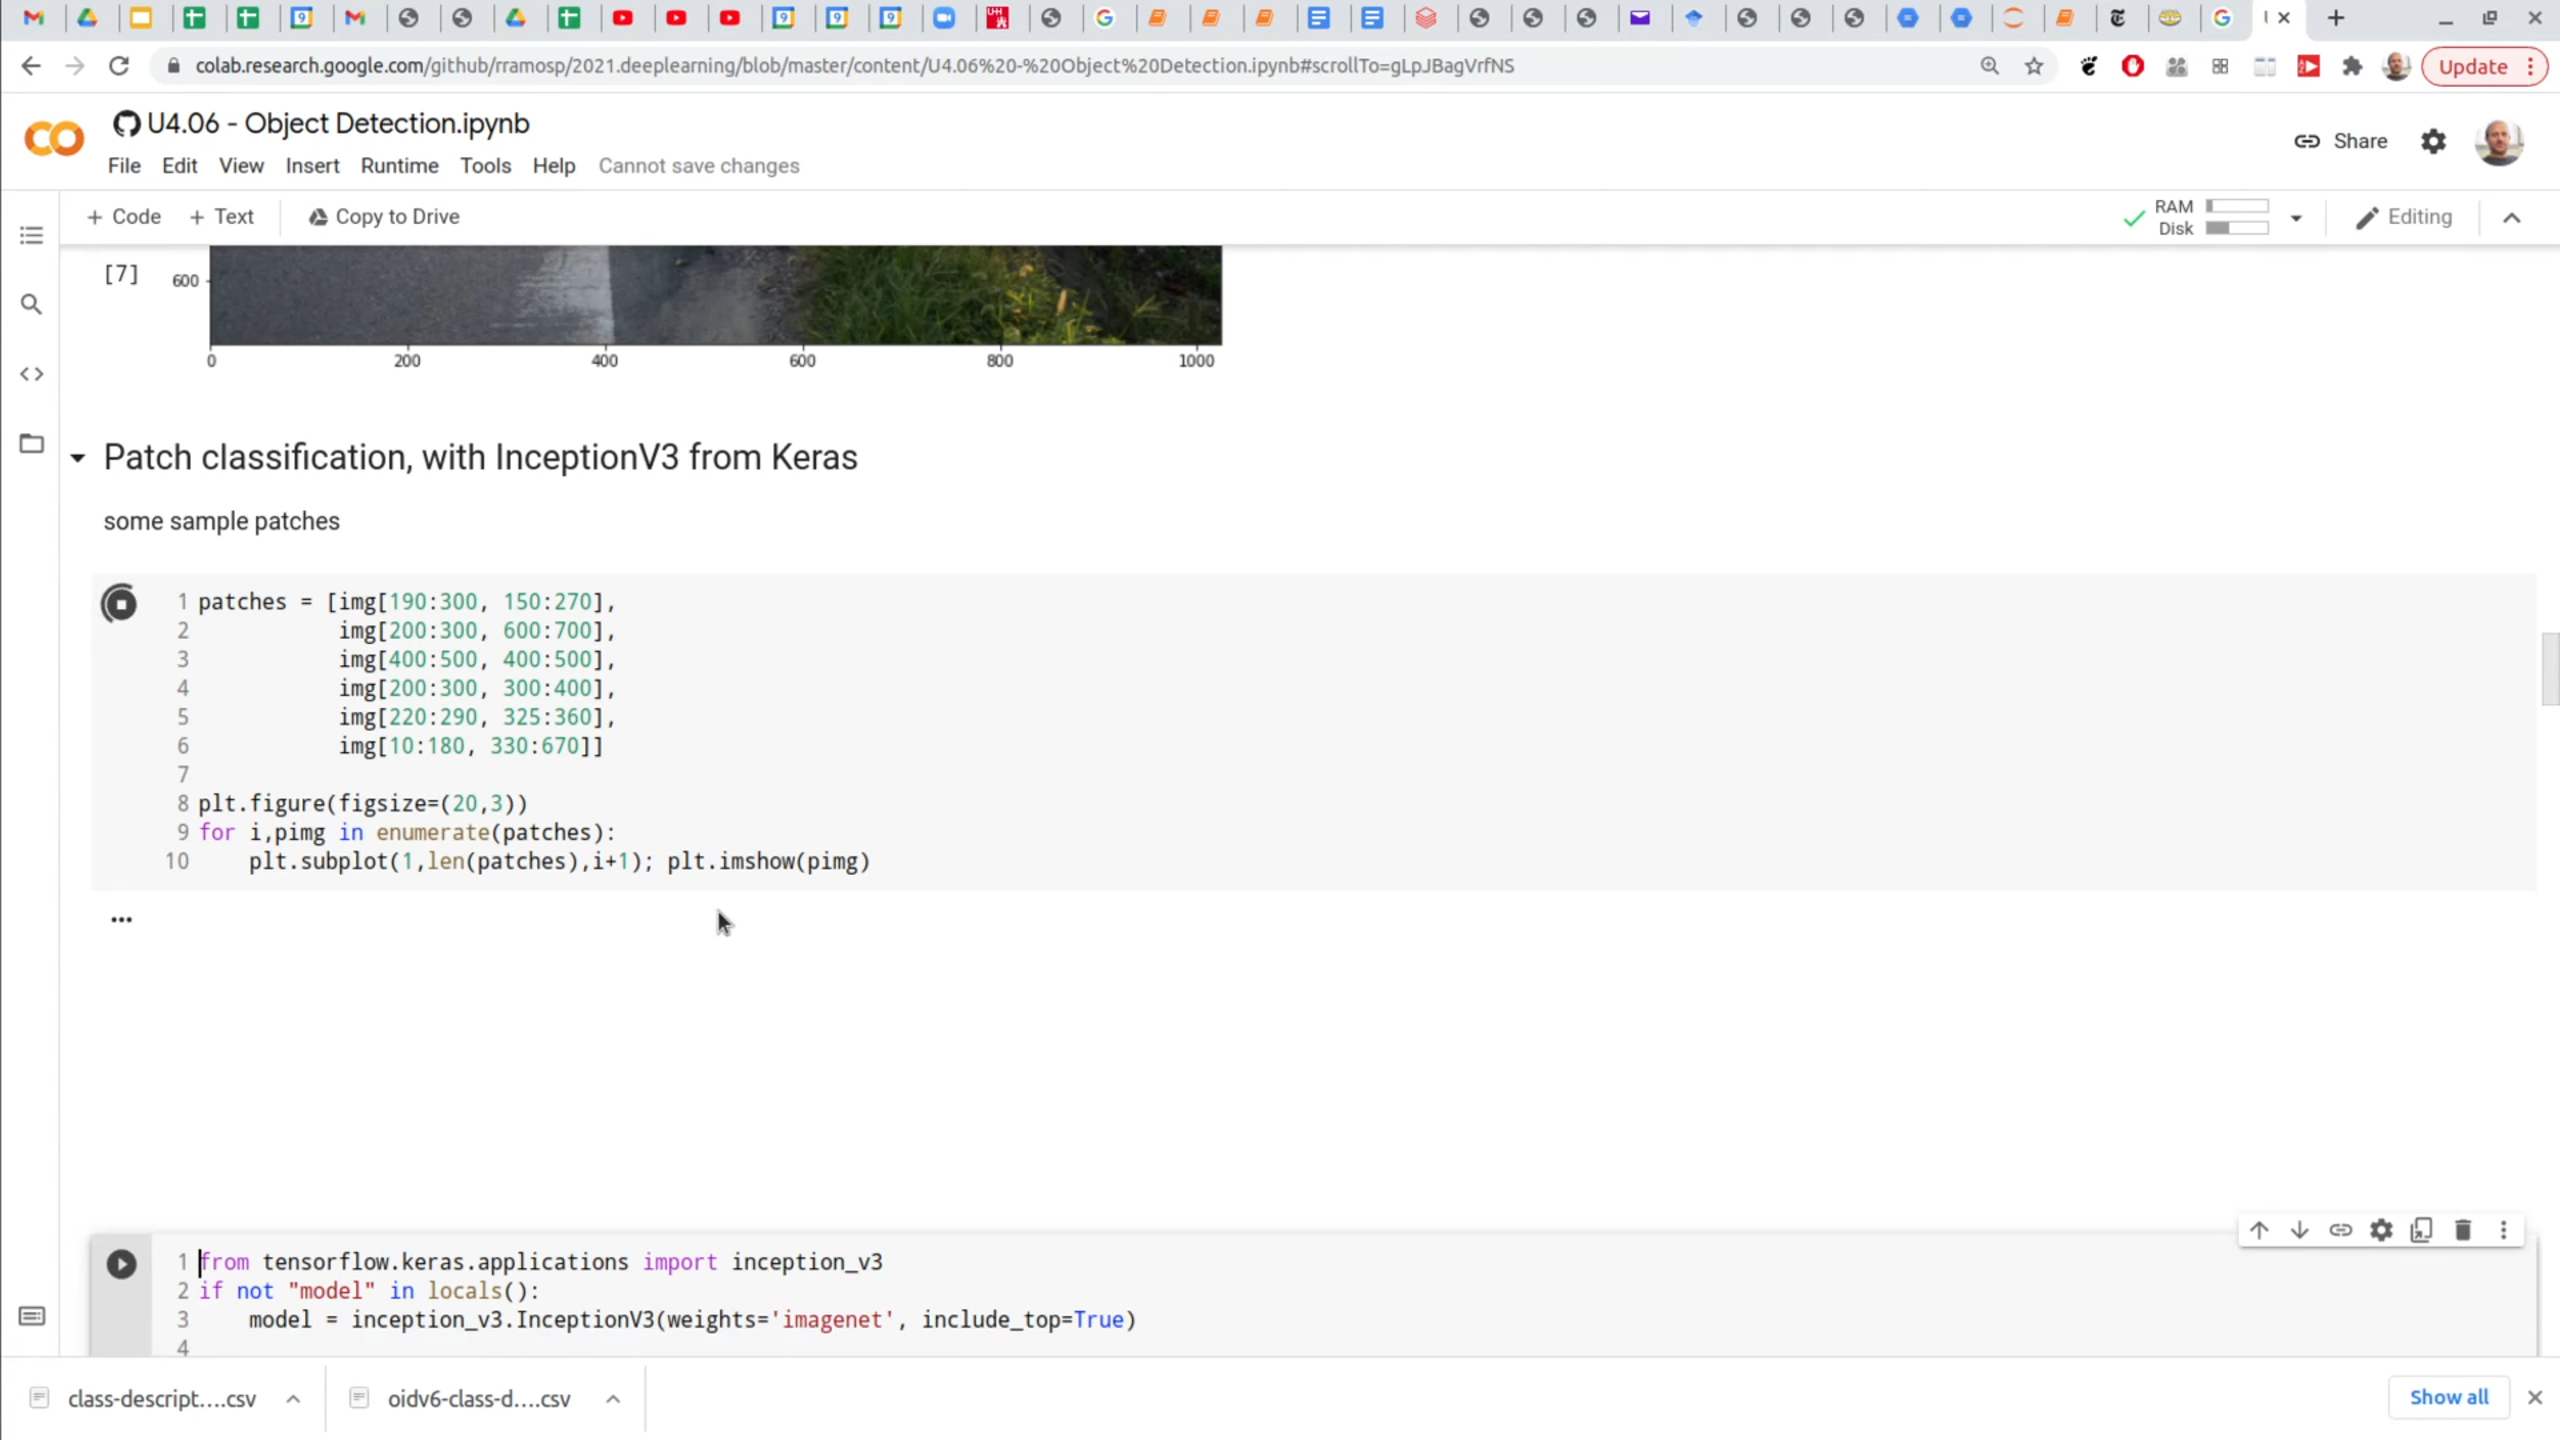 colab.research.google.com/github/rramosp/2021.deeplearning/blob/master/content/U4.06%20-%20Object%20Detection.ipynb#scrollTo=gLpJBagVrfNS
Update
U4.06 - Object Detection.ipynb
File Edit View Insert Runtime Tools Help Cannot save changes
Share
+ Code + Text Copy to Drive
RAM
Disk
Editing
[7]
600
0 200 400 600 800 1000
Patch classification, with InceptionV3 from Keras
some sample patches
1 patches = [img[190:300, 150:270],
2 img[200:300, 600:700],
3 img[400:500, 400:500],
4 img[200:300, 300:400],
5 img[220:290, 325:360],
6 img[10:180, 330:670]]
7
8 plt.figure(figsize=(20,3))
9 for i,pimg in enumerate(patches):
10 plt.subplot(1,len(patches),i+1); plt.imshow(pimg)
...
1 from tensorflow.keras.applications import inception_v3
2 if not "model" in locals():
3 model = inception_v3.InceptionV3(weights='imagenet', include_top=True)
4
class-descript....csv
oidv6-class-d....csv
Show all